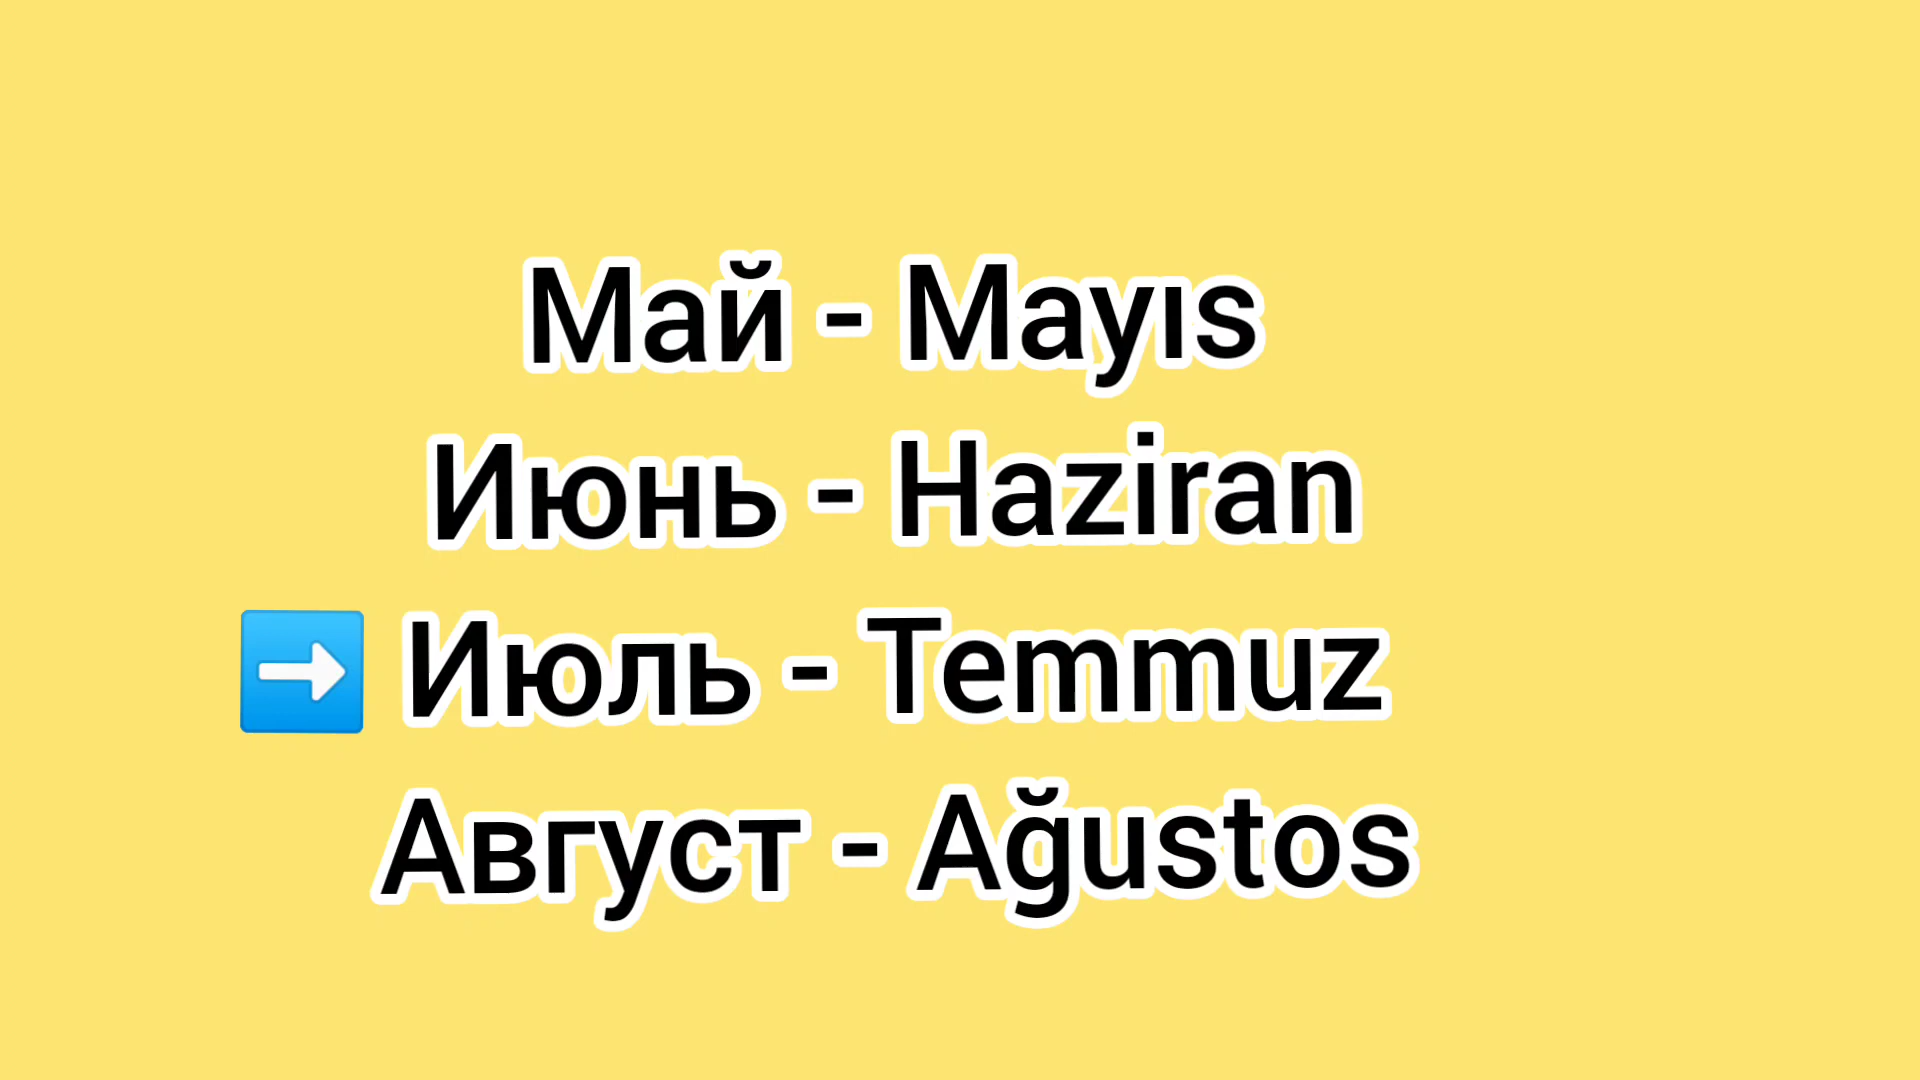 Май - Mayıs
Июнь - Haziran
➡️ Июль - Temmuz
Август - Ağustos